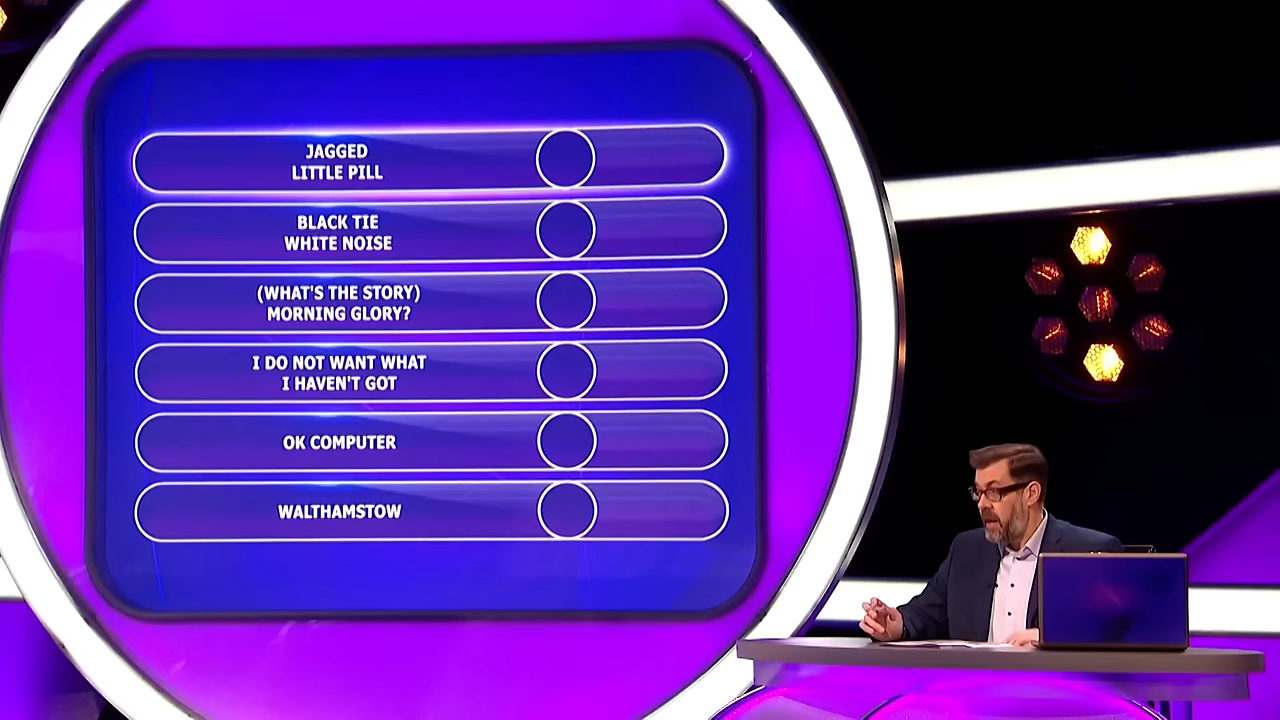 JAGGED
LITTLE PILL
BLACK TIE
WHITE NOISE
(WHAT'S THE STORY)
MORNING GLORY?
I DO NOT WANT WHAT
I HAVEN'T GOT
OK COMPUTER
WALTHAMSTOW